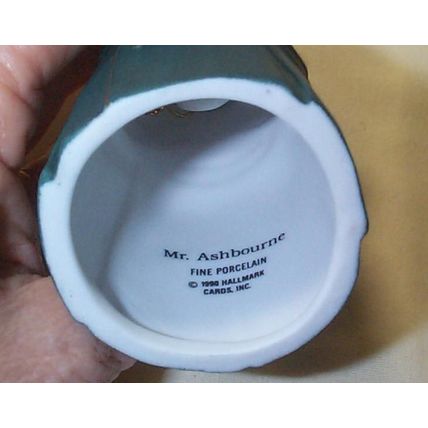 Mr. Ashbourne
FINE PORCELAIN
© 1998 HALLMARK
CARDS, INC.